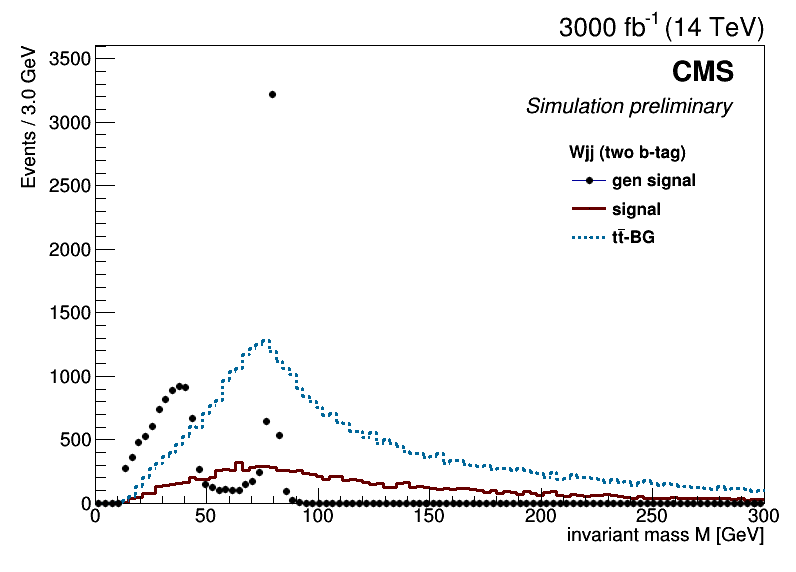 3000 fb-1 (14 TeV)
Events / 3.0 GeV
3500
3000
2500
2000
1500
1000
500
0
CMS
Simulation preliminary
Wjj (two b-tag)
gen signal
signal
tt̄-BG
0 50 100 150 200 250 300
invariant mass M [GeV]